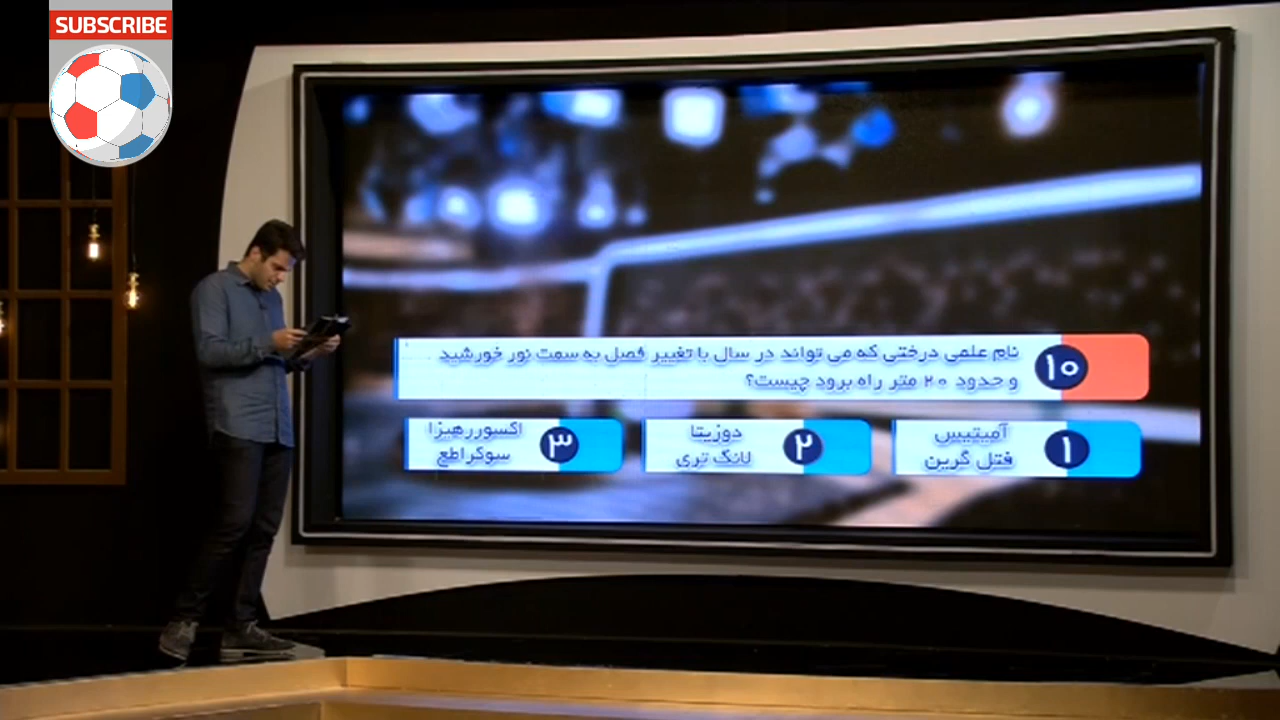 SUBSCRIBE
۱۰
نام علمی درختی که می تواند در سال با تغییر فصل به سمت نور خورشید
و حدود ۲۰ متر راه برود چیست؟
۱
آمیتیس
فتل گرین
۲
دوزیتا
لانگ تری
۳
اکسوررهیزا
سوکراطع